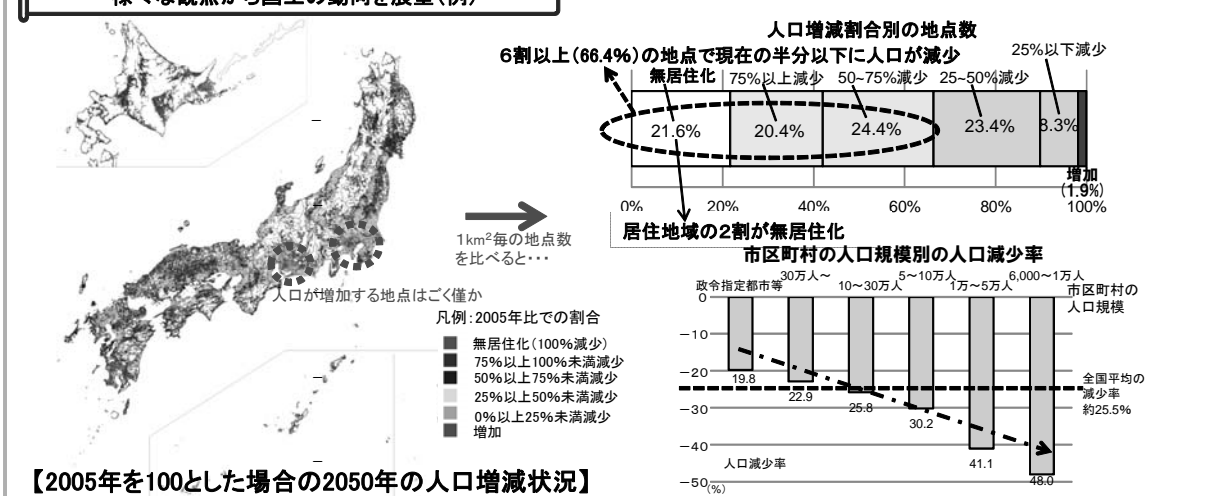 様々な観点から国土の動向を展望(例)
人口増減割合別の地点数
6割以上(66.4%)の地点で現在の半分以下に人口が減少
25%以下減少
無居住化
75%以上減少
50~75%減少
25~50%減少
21.6%
20.4%
24.4%
23.4%
8.3%
増加
(1.9%)
0%
20%
40%
60%
80%
100%
居住地域の2割が無居住化
1km²毎の地点数
を比べると・・・
人口が増加する地点はごく僅か
凡例:2005年比での割合
無居住化(100%減少)
75%以上100%未満減少
50%以上75%未満減少
25%以上50%未満減少
0%以上25%未満減少
増加
【2005年を100とした場合の2050年の人口増減状況】
市区町村の人口規模別の人口減少率
政令指定都市等
30万人~
10~30万人
5~10万人
1万~5万人
6,000~1万人
市区町村の
人口規模
0
-10
-20
-30
-40
-50
(%)
19.8
22.9
25.8
30.2
41.1
48.0
全国平均の
減少率
約25.5%
人口減少率